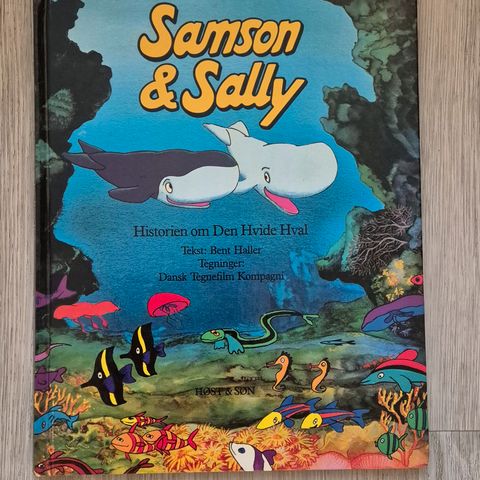 Samson
& Sally
Historien om Den Hvide Hval
Tekst: Bent Haller
Tegninger:
Dansk Tegnefilm Kompagni
HØST & SØN